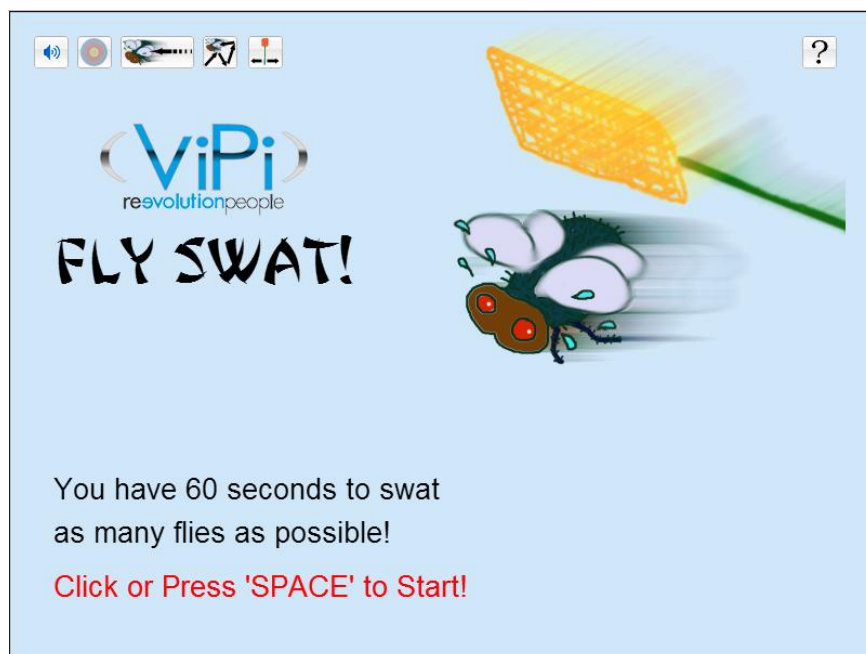 ?
ViPi
reevolutionpeople
FLY SWAT!
You have 60 seconds to swat
as many flies as possible!
Click or Press 'SPACE' to Start!